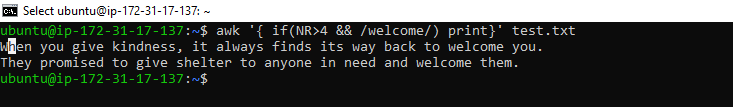 Select ubuntu@ip-172-31-17-137: ~
ubuntu@ip-172-31-17-137:~$ awk '{ if(NR>4 && /welcome/) print}' test.txt
When you give kindness, it always finds its way back to welcome you.
They promised to give shelter to anyone in need and welcome them.
ubuntu@ip-172-31-17-137:~$